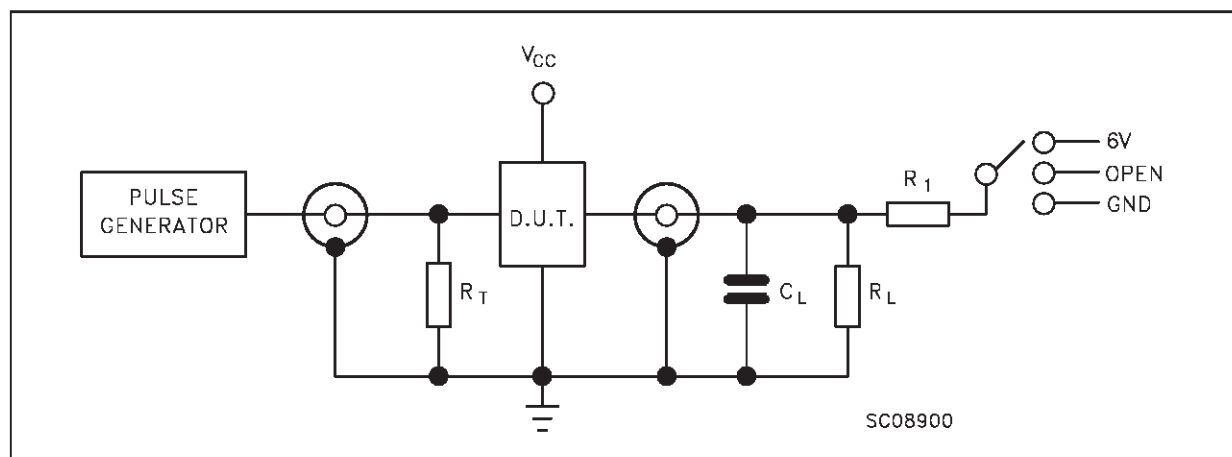 VCC
PULSE
GENERATOR
D.U.T.
RT
CL
RL
R1
6V
OPEN
GND
SC08900